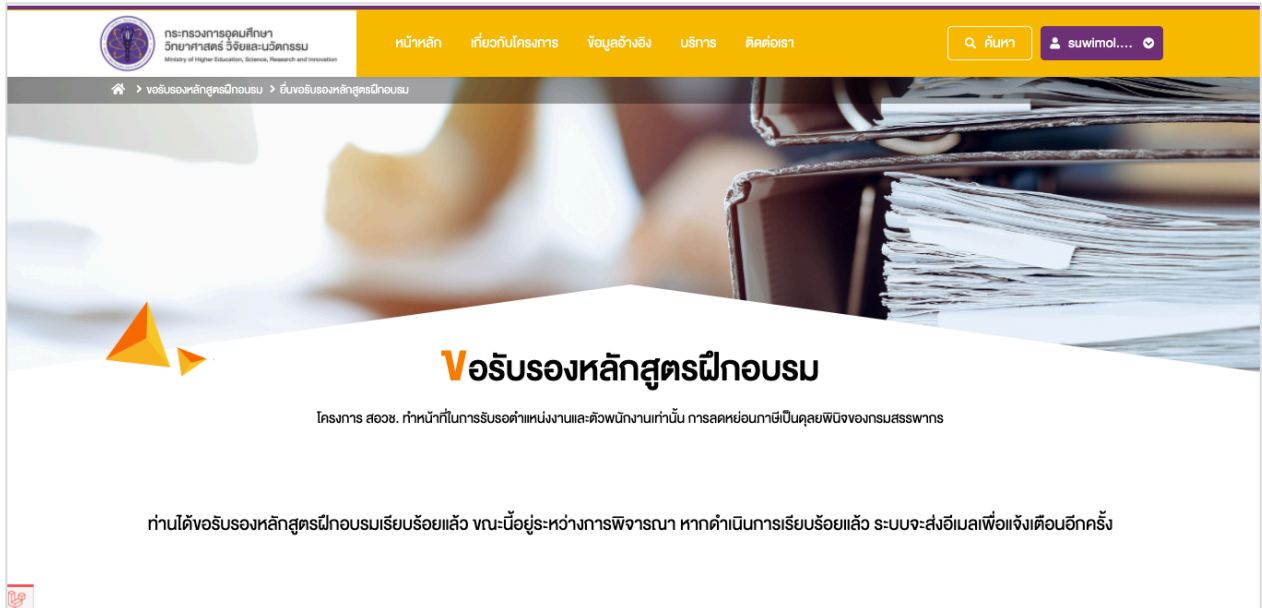 กระทรวงการอุดมศึกษา
วิทยาศาสตร์ วิจัยและนวัตกรรม
Ministry of Higher Education, Science, Research and Innovation
หน้าหลัก เกี่ยวกับโครงการ ข้อมูลอ้างอิง บริการ ติดต่อเรา
ค้นหา
suwimol....
> ขอรับรองหลักสูตรฝึกอบรม > ยื่นขอรับรองหลักสูตรฝึกอบรม
ขอรับรองหลักสูตรฝึกอบรม
โครงการ สอวช. ทำหน้าที่ในการรับรอตำแหน่งงานและตัวพนักงานเท่านั้น การลดหย่อนภาษีเป็นดุลยพินิจของกรมสรรพากร
ท่านได้ขอรับรองหลักสูตรฝึกอบรมเรียบร้อยแล้ว ขณะนี้อยู่ระหว่างการพิจารณา หากดำเนินการเรียบร้อยแล้ว ระบบจะส่งอีเมลเพื่อแจ้งเตือนอีกครั้ง